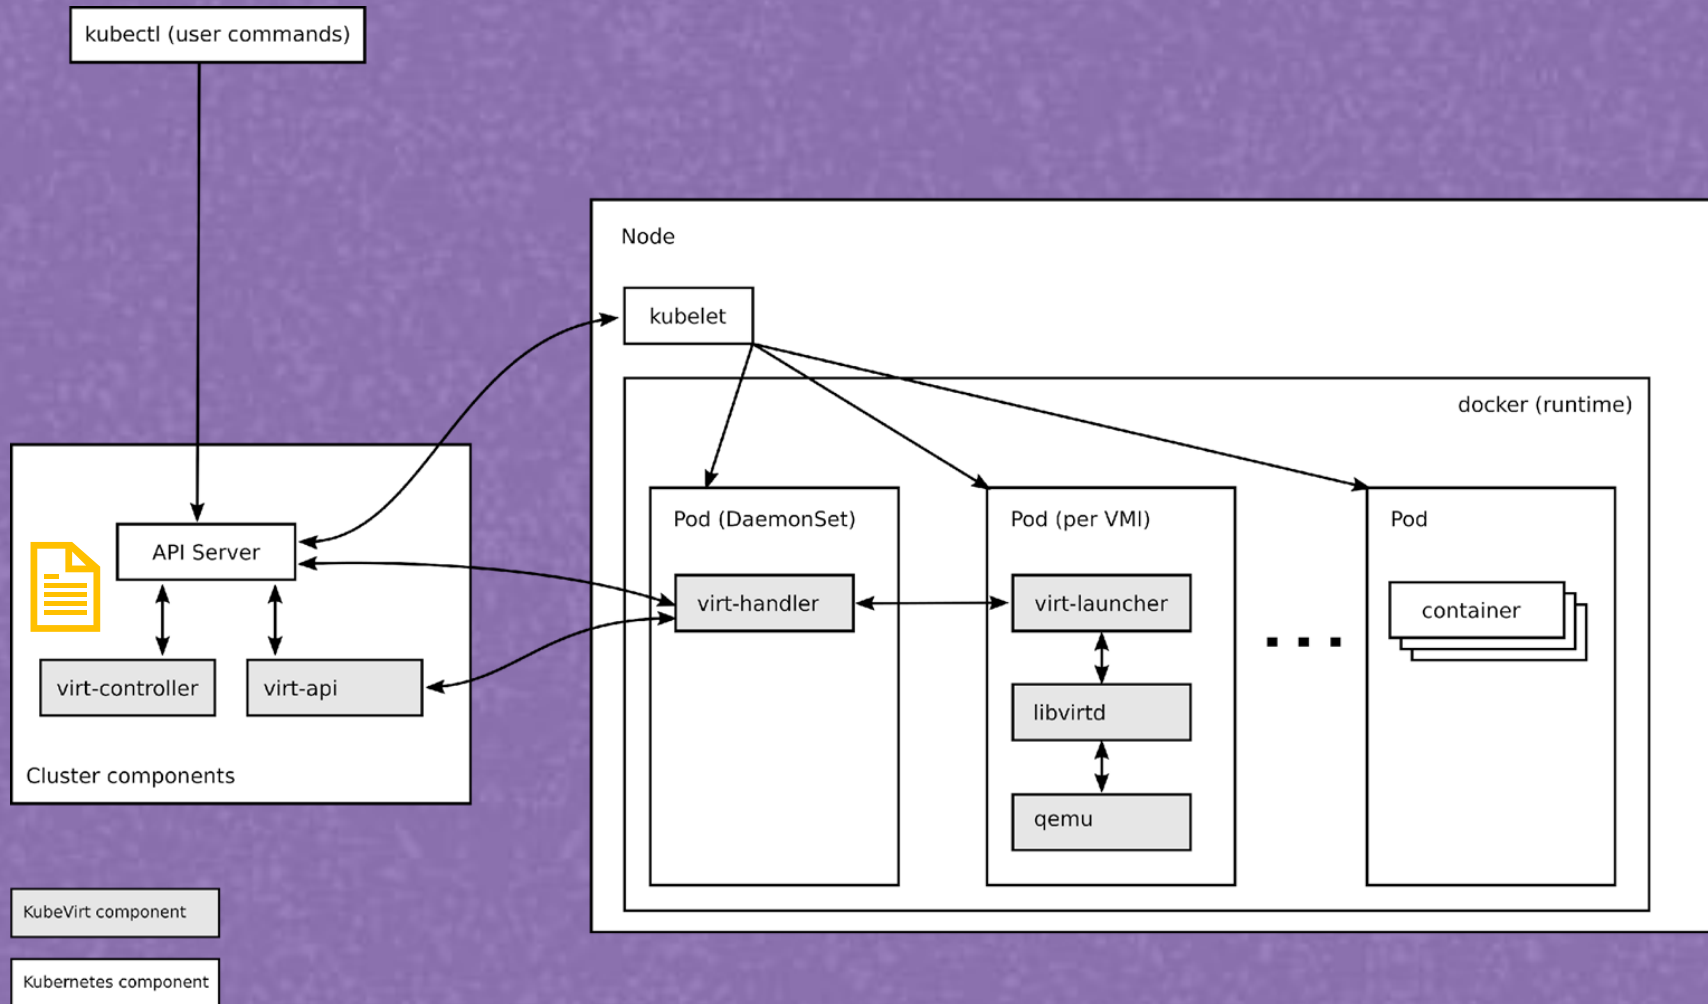 kubectl (user commands)
Node
kubelet
docker (runtime)
Pod (DaemonSet)
Pod (per VMI)
Pod
API Server
virt-handler
virt-launcher
container
virt-controller
virt-api
libvirtd
Cluster components
qemu
KubeVirt component
Kubernetes component